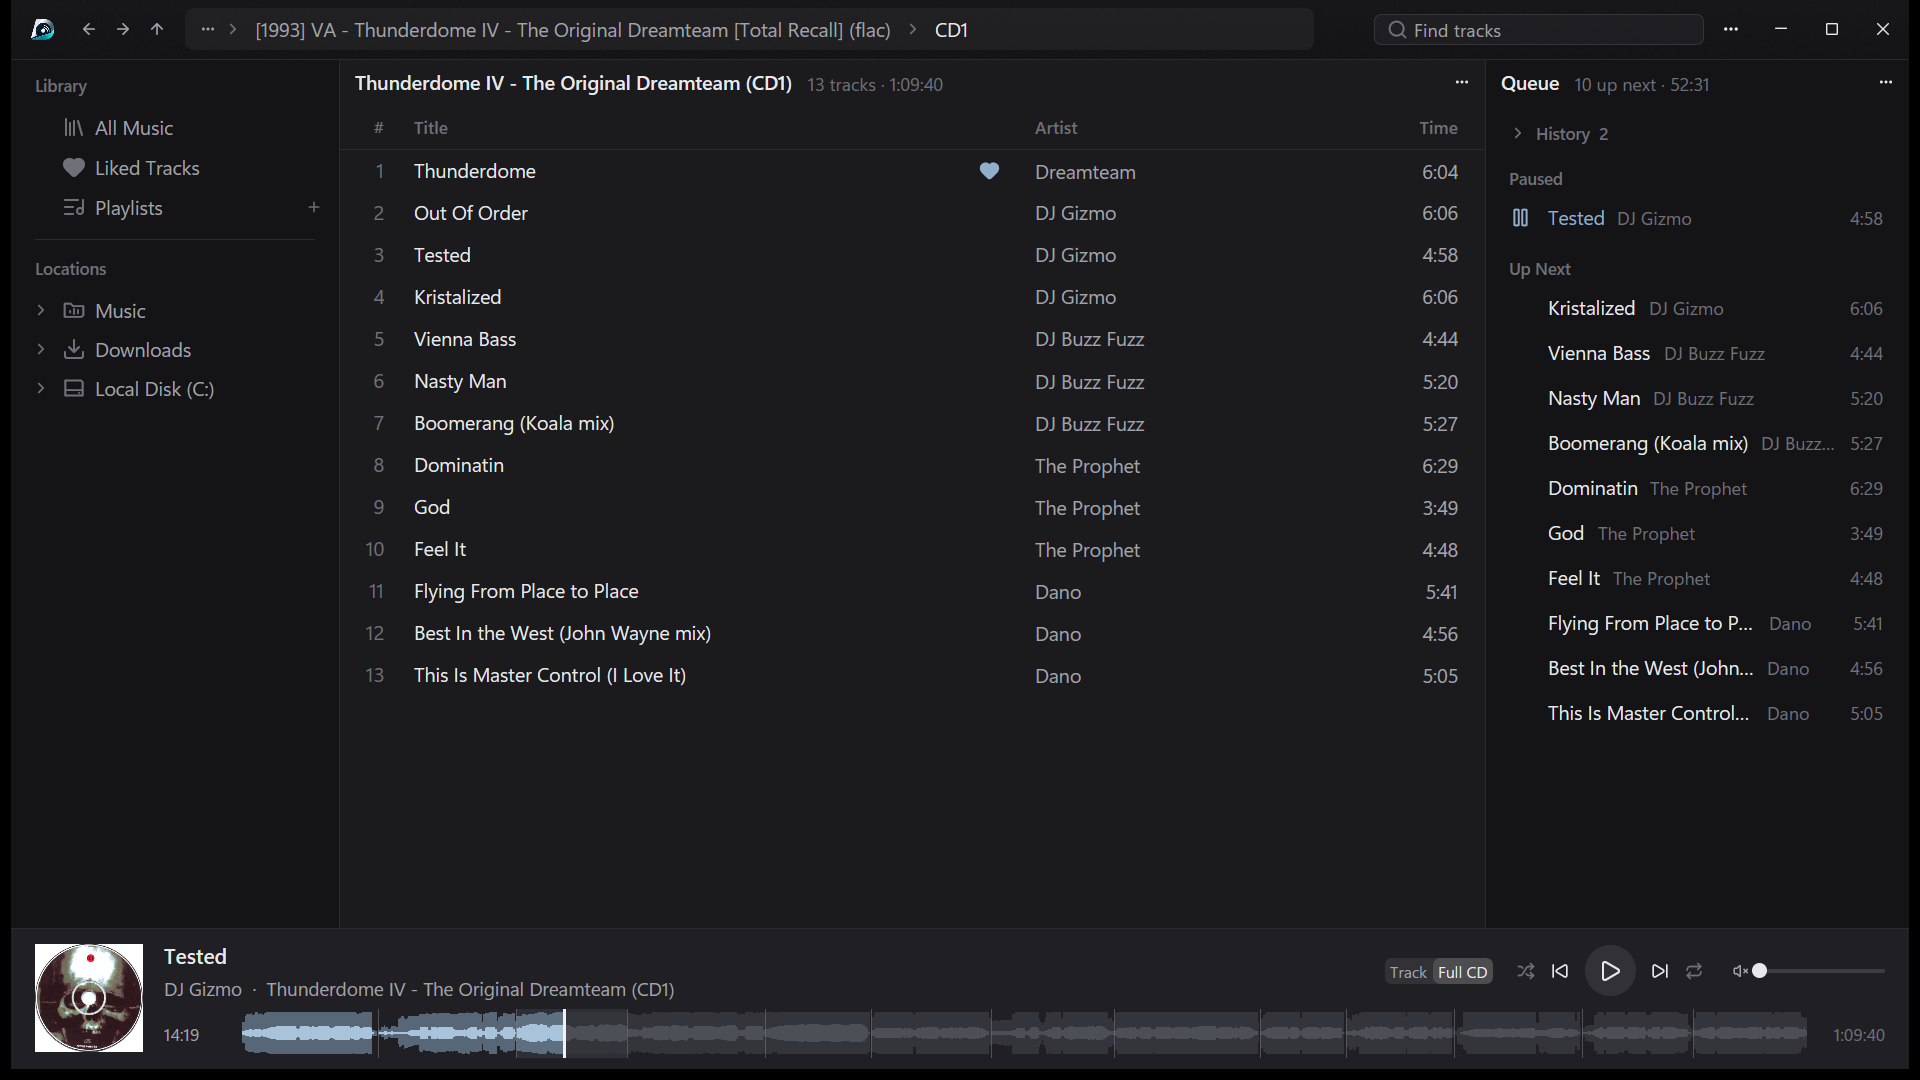 [1993] VA - Thunderdome IV - The Original Dreamteam [Total Recall] (flac) CD1
Find tracks
Library
All Music
Liked Tracks
Playlists
Locations
Music
Downloads
Local Disk (C:)
Thunderdome IV - The Original Dreamteam (CD1) 13 tracks · 1:09:40
# Title Artist Time
1 Thunderdome Dreamteam 6:04
2 Out Of Order DJ Gizmo 6:06
3 Tested DJ Gizmo 4:58
4 Kristalized DJ Gizmo 6:06
5 Vienna Bass DJ Buzz Fuzz 4:44
6 Nasty Man DJ Buzz Fuzz 5:20
7 Boomerang (Koala mix) DJ Buzz Fuzz 5:27
8 Dominatin The Prophet 6:29
9 God The Prophet 3:49
10 Feel It The Prophet 4:48
11 Flying From Place to Place Dano 5:41
12 Best In the West (John Wayne mix) Dano 4:56
13 This Is Master Control (I Love It) Dano 5:05
Queue 10 up next · 52:31
History 2
Paused
Tested DJ Gizmo 4:58
Up Next
Kristalized DJ Gizmo 6:06
Vienna Bass DJ Buzz Fuzz 4:44
Nasty Man DJ Buzz Fuzz 5:20
Boomerang (Koala mix) DJ Buzz... 5:27
Dominatin The Prophet 6:29
God The Prophet 3:49
Feel It The Prophet 4:48
Flying From Place to P... Dano 5:41
Best In the West (John... Dano 4:56
This Is Master Control... Dano 5:05
Tested
DJ Gizmo · Thunderdome IV - The Original Dreamteam (CD1)
Track Full CD
14:19
1:09:40